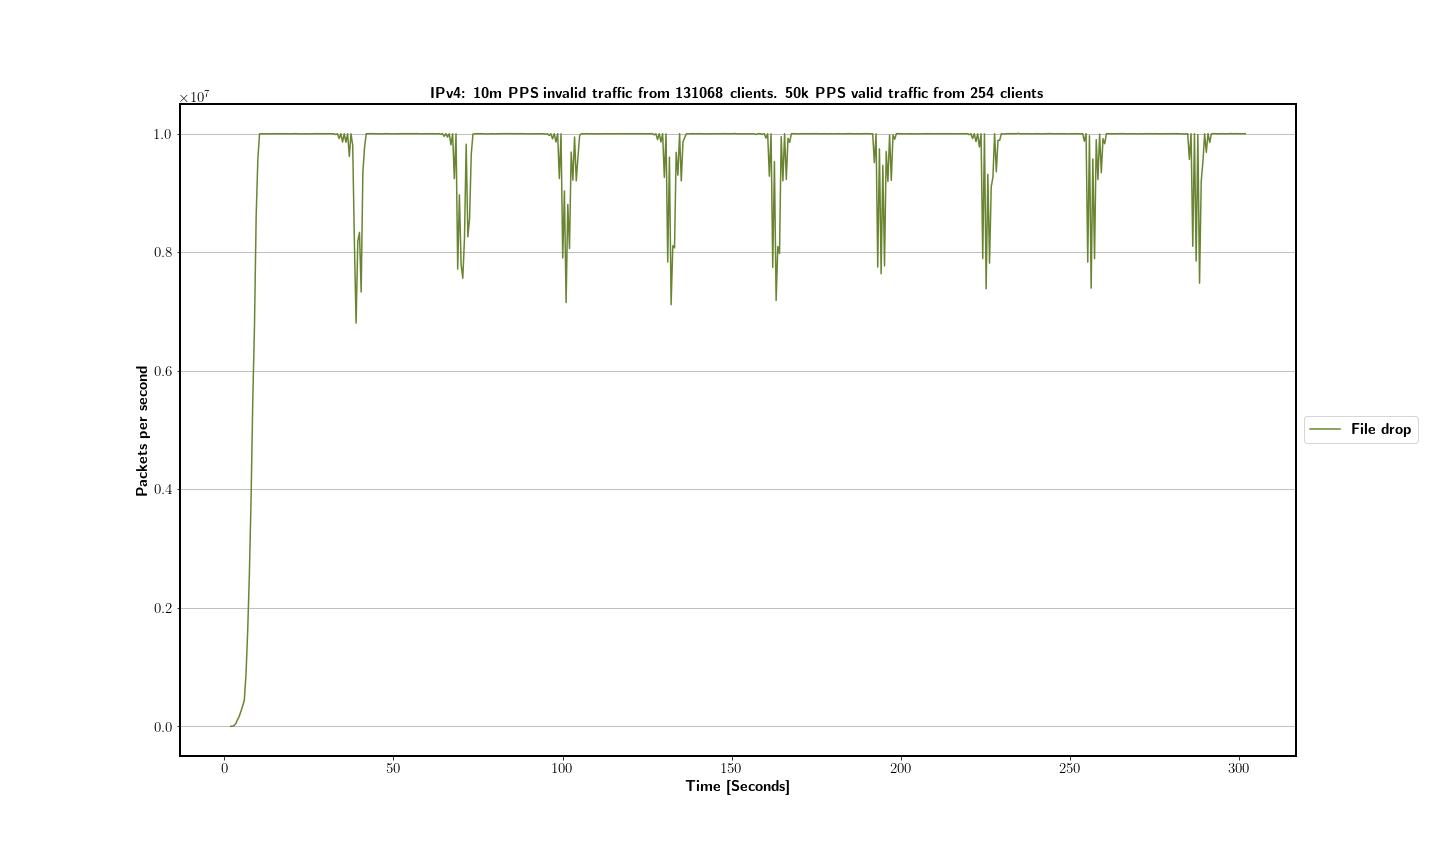 IPv4: 10m PPS invalid traffic from 131068 clients. 50k PPS valid traffic from 254 clients
×10⁷
1.0
0.8
0.6
0.4
0.2
0.0
Packets per second
0 50 100 150 200 250 300
Time [Seconds]
File drop